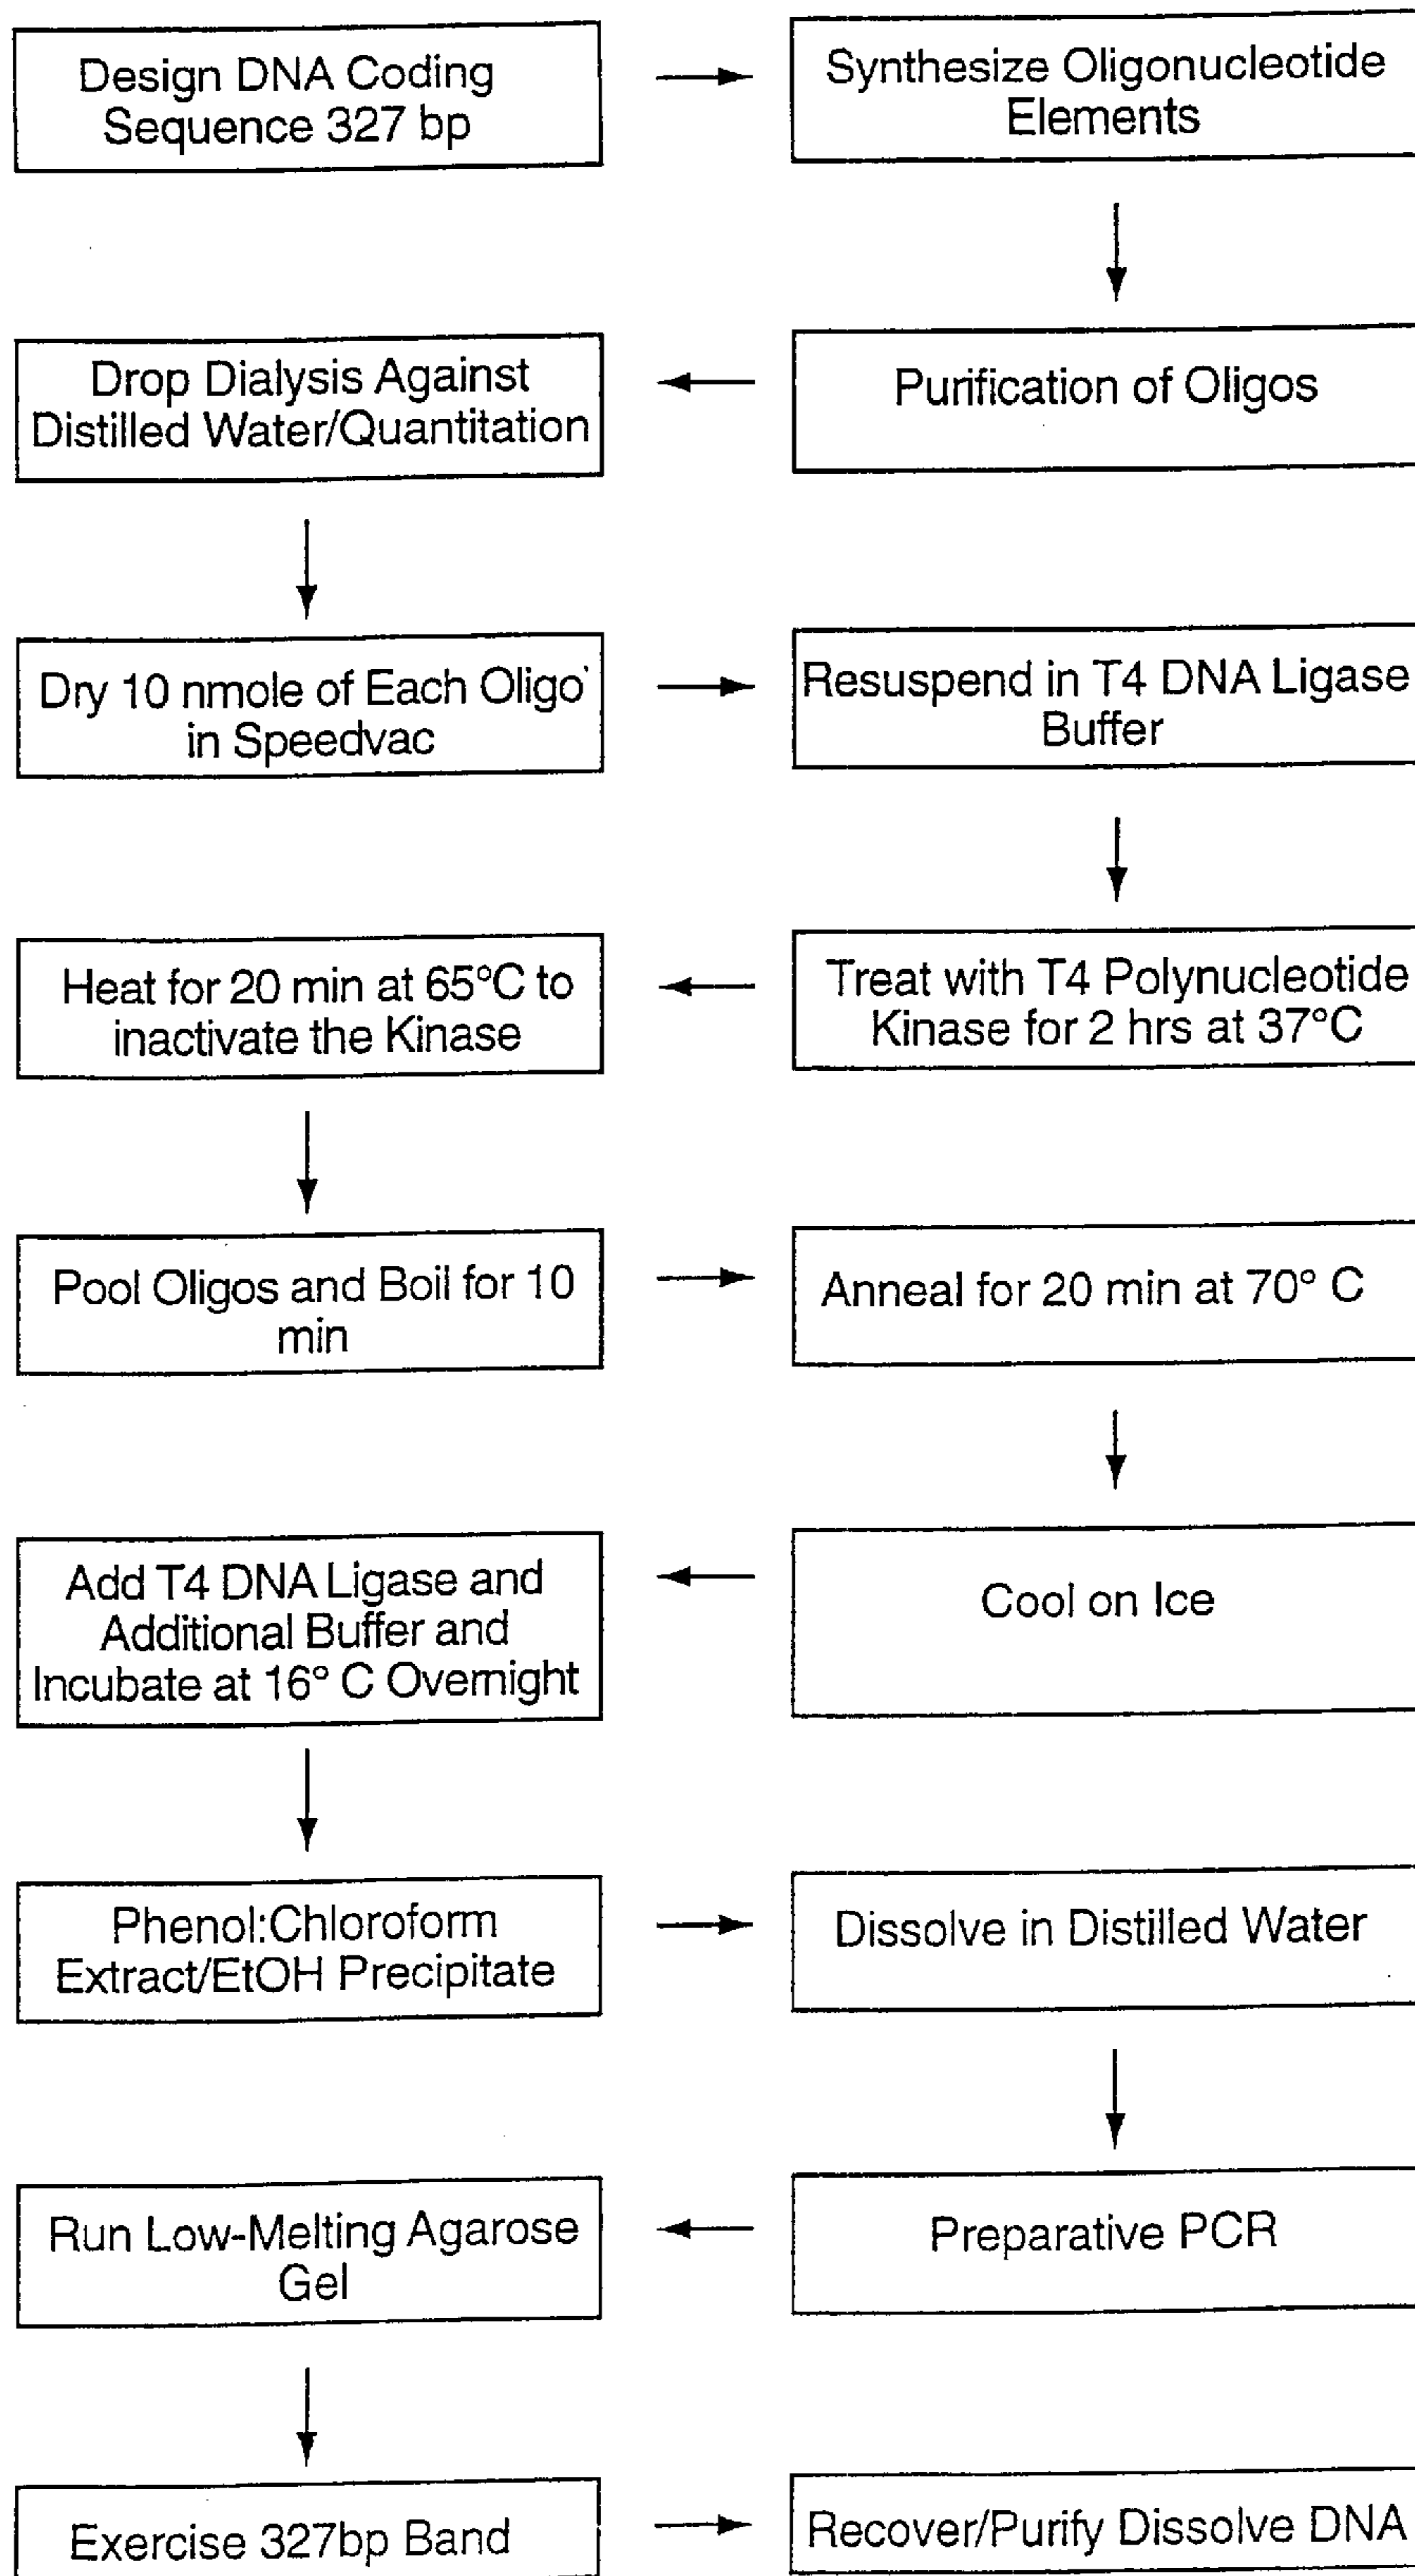 Design DNA Coding
Sequence 327 bp
Synthesize Oligonucleotide
Elements
Purification of Oligos
Drop Dialysis Against
Distilled Water/Quantitation
Dry 10 nmole of Each Oligo
in Speedvac
Resuspend in T4 DNA Ligase
Buffer
Treat with T4 Polynucleotide
Kinase for 2 hrs at 37°C
Heat for 20 min at 65°C to
inactivate the Kinase
Pool Oligos and Boil for 10
min
Anneal for 20 min at 70° C
Cool on Ice
Add T4 DNA Ligase and
Additional Buffer and
Incubate at 16° C Overnight
Phenol:Chloroform
Extract/EtOH Precipitate
Dissolve in Distilled Water
Preparative PCR
Run Low-Melting Agarose
Gel
Exercise 327bp Band
Recover/Purify Dissolve DNA